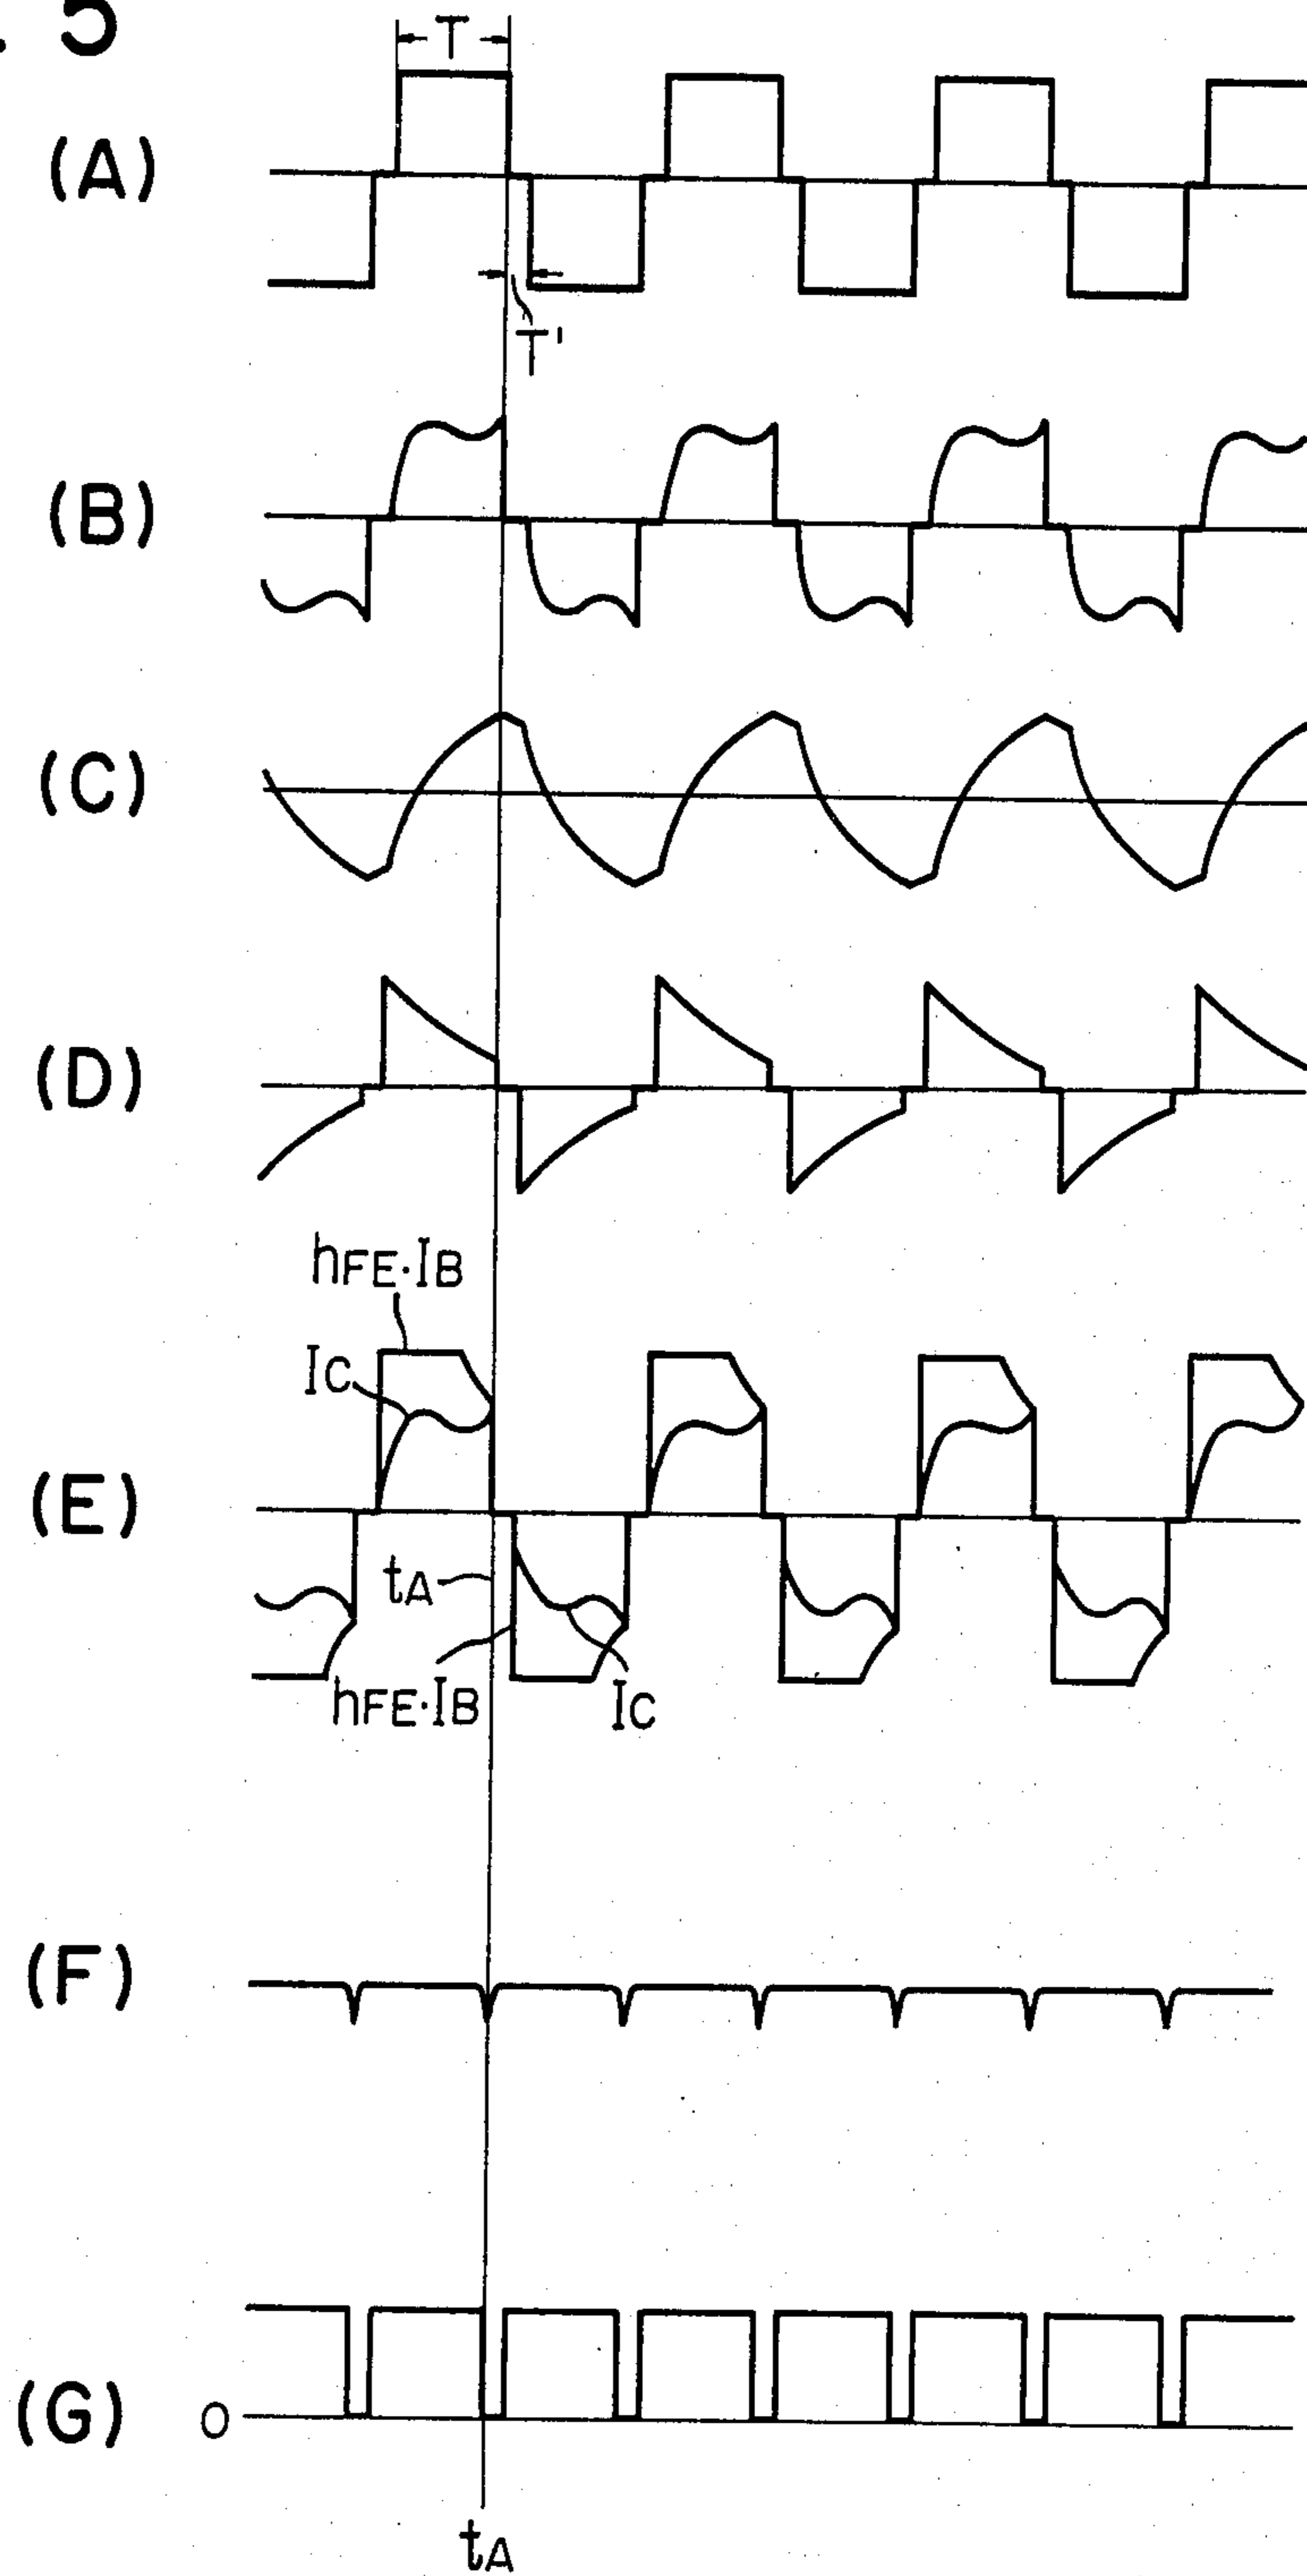 . 5
T
(A)
T'
(B)
(C)
(D)
hFE·IB
IC
(E)
tA
hFE·IB
IC
(F)
(G)
O
tA